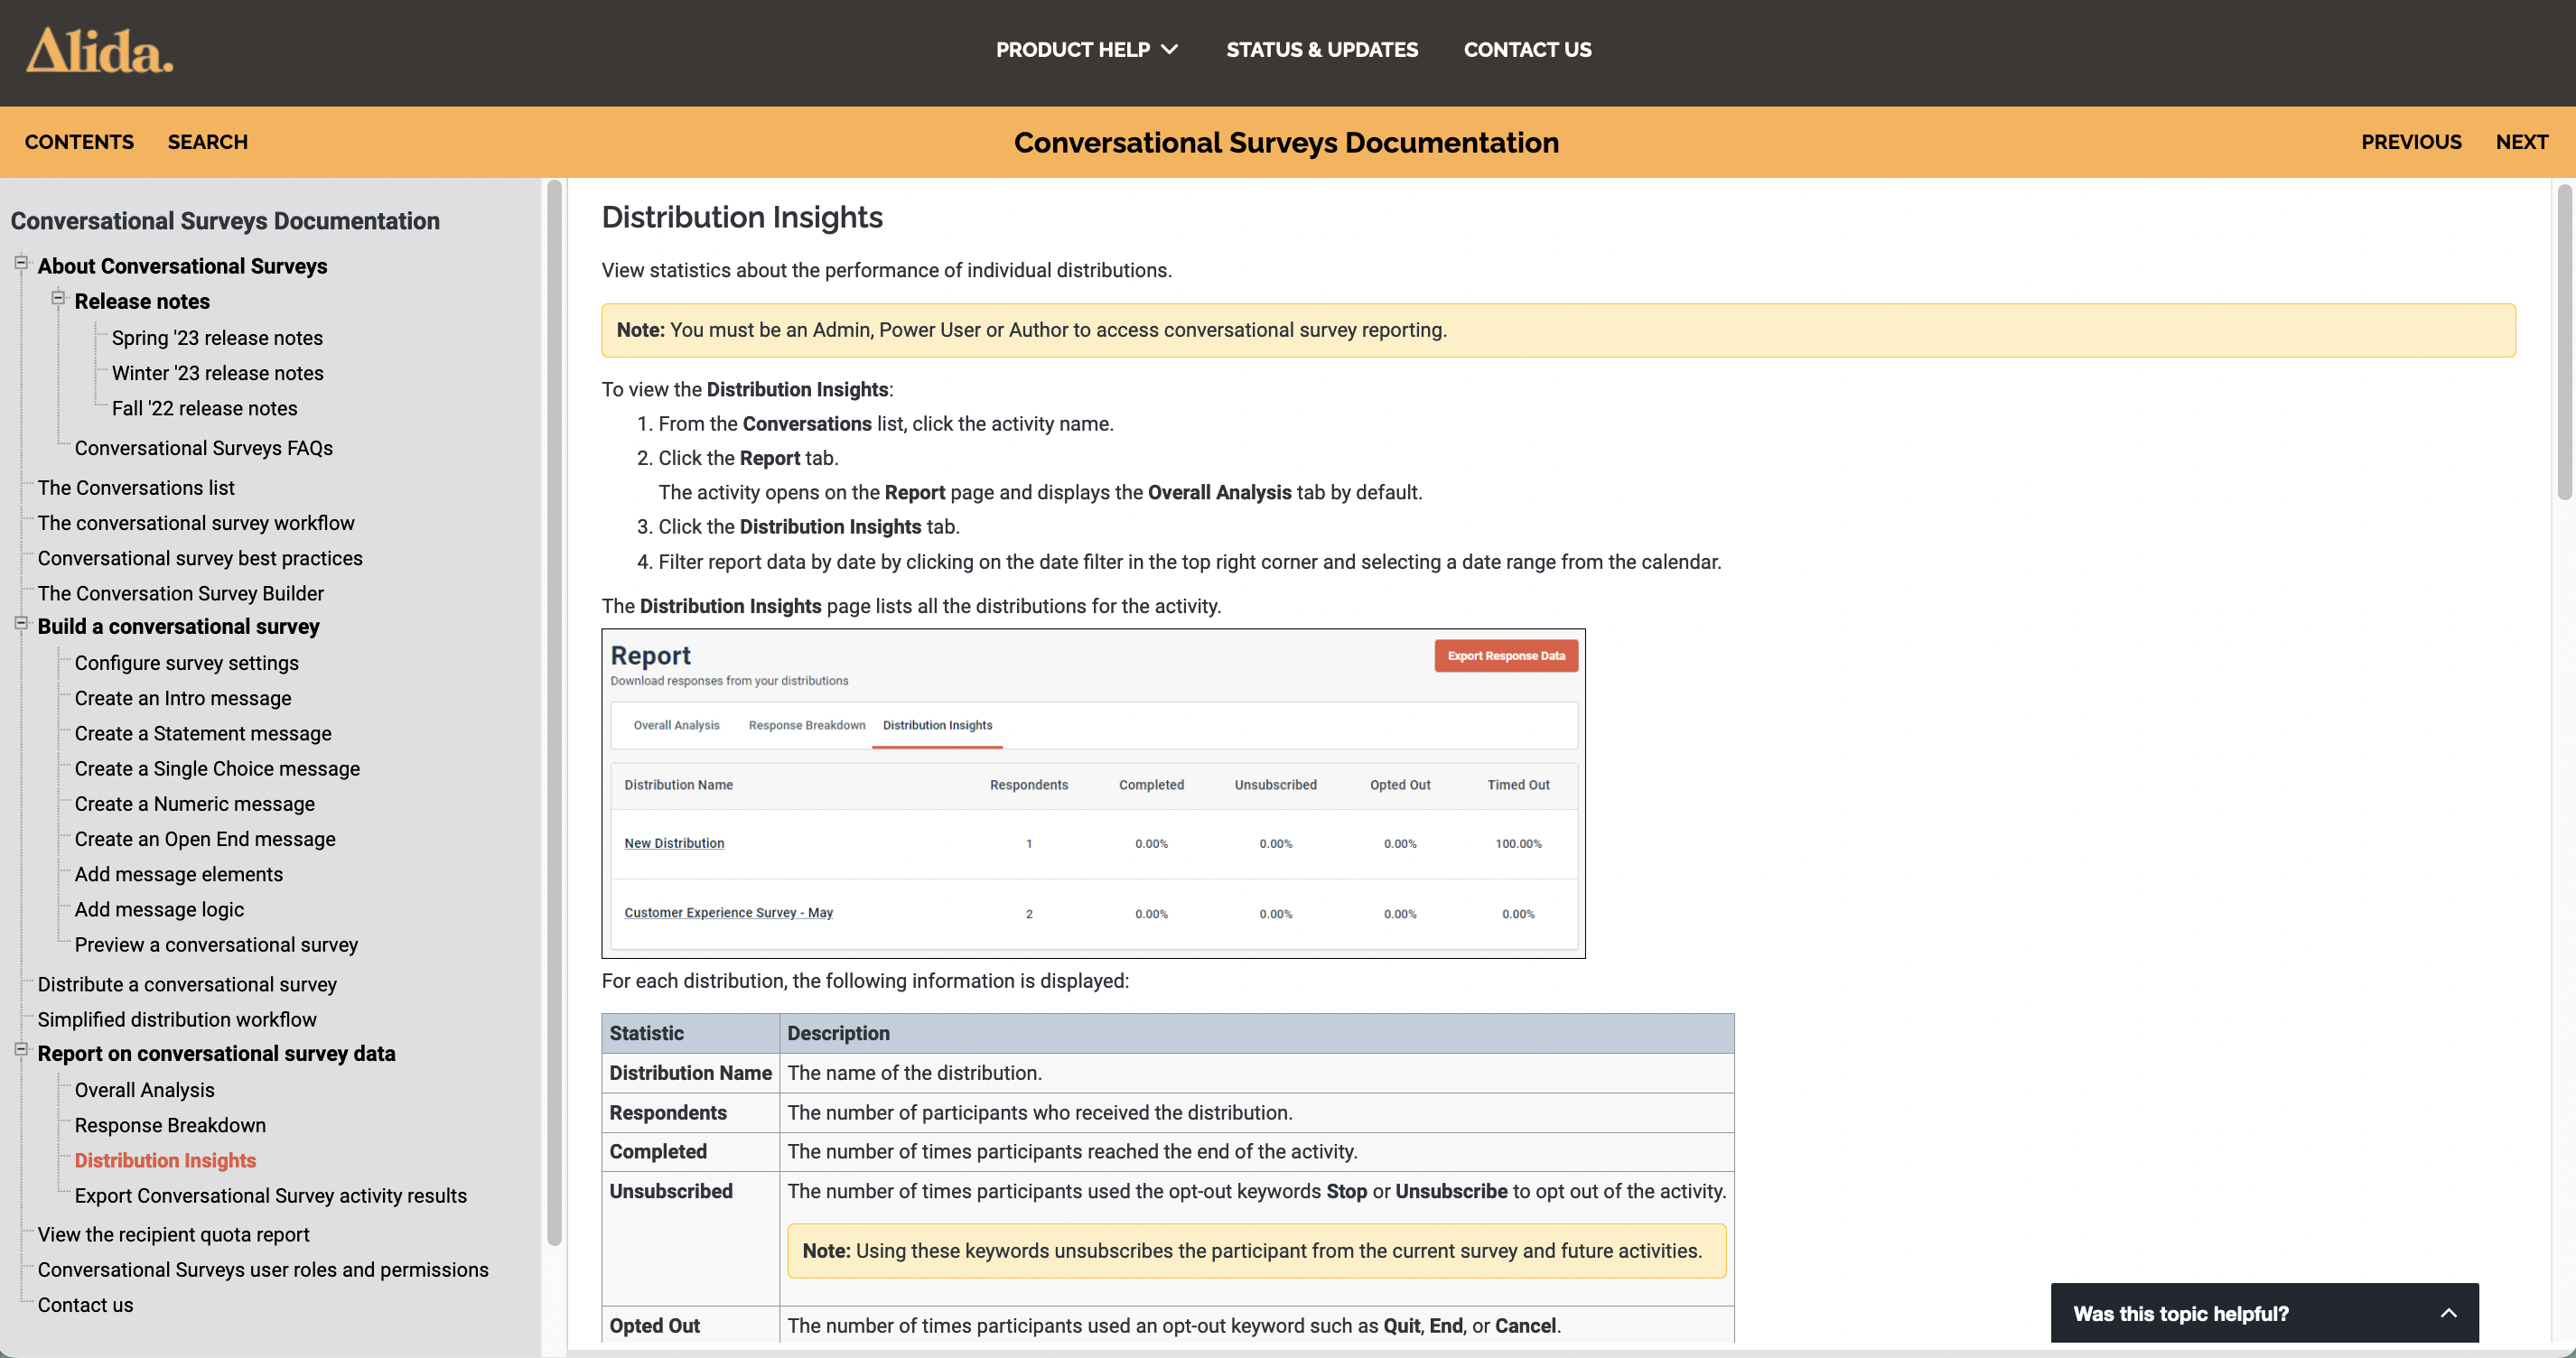 Alida.
PRODUCT HELP
STATUS & UPDATES
CONTACT US
CONTENTS
SEARCH
Conversational Surveys Documentation
PREVIOUS
NEXT
Conversational Surveys Documentation
About Conversational Surveys
Release notes
Spring '23 release notes
Winter '23 release notes
Fall '22 release notes
Conversational Surveys FAQs
The Conversations list
The conversational survey workflow
Conversational survey best practices
The Conversation Survey Builder
Build a conversational survey
Configure survey settings
Create an Intro message
Create a Statement message
Create a Single Choice message
Create a Numeric message
Create an Open End message
Add message elements
Add message logic
Preview a conversational survey
Distribute a conversational survey
Simplified distribution workflow
Report on conversational survey data
Overall Analysis
Response Breakdown
Distribution Insights
Export Conversational Survey activity results
View the recipient quota report
Conversational Surveys user roles and permissions
Contact us
Distribution Insights
View statistics about the performance of individual distributions.
Note: You must be an Admin, Power User or Author to access conversational survey reporting.
To view the Distribution Insights:
1. From the Conversations list, click the activity name.
2. Click the Report tab.
The activity opens on the Report page and displays the Overall Analysis tab by default.
3. Click the Distribution Insights tab.
4. Filter report data by date by clicking on the date filter in the top right corner and selecting a date range from the calendar.
The Distribution Insights page lists all the distributions for the activity.
Report
Export Response Data
Download responses from your distributions
Overall Analysis Response Breakdown Distribution Insights
Distribution Name Respondents Completed Unsubscribed Opted Out Timed Out
New Distribution 1 0.00% 0.00% 0.00% 100.00%
Customer Experience Survey - May 2 0.00% 0.00% 0.00% 0.00%
For each distribution, the following information is displayed:
Statistic Description
Distribution Name The name of the distribution.
Respondents The number of participants who received the distribution.
Completed The number of times participants reached the end of the activity.
Unsubscribed The number of times participants used the opt-out keywords Stop or Unsubscribe to opt out of the activity.
Note: Using these keywords unsubscribes the participant from the current survey and future activities.
Opted Out The number of times participants used an opt-out keyword such as Quit, End, or Cancel.
Was this topic helpful?